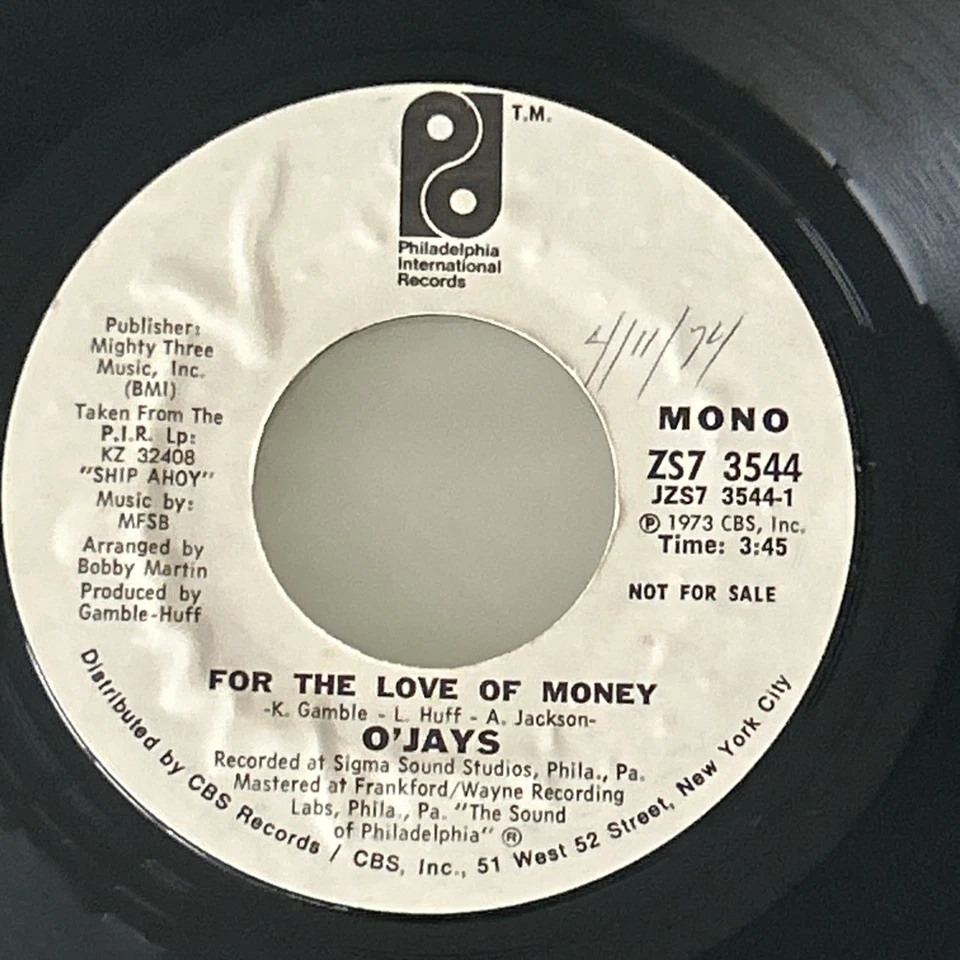 T.M.
Philadelphia
International
Records
Publisher:
Mighty Three
Music, Inc.
(BMI)
Taken From The
P.I.R. Lp:
KZ 32408
"SHIP AHOY"
Music by:
MFSB
Arranged by
Bobby Martin
Produced by
Gamble-Huff
4/11/74
MONO
ZS7 3544
JZS7 3544-1
Ⓟ 1973 CBS, Inc.
Time: 3:45
NOT FOR SALE
FOR THE LOVE OF MONEY
-K. Gamble - L. Huff - A. Jackson-
O'JAYS
Recorded at Sigma Sound Studios, Phila., Pa.
Mastered at Frankford/Wayne Recording
Labs, Phila., Pa. "The Sound
of Philadelphia" ®
Distributed by CBS Records / CBS, Inc., 51 West 52 Street, New York City